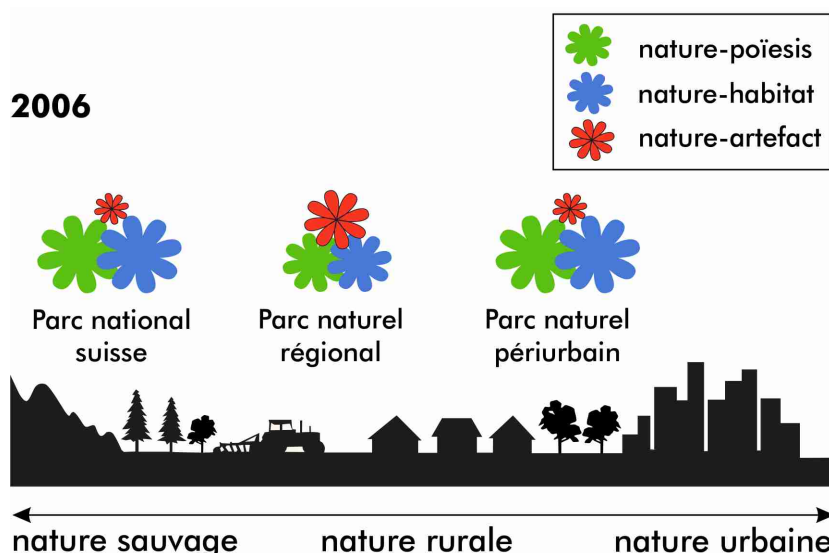 nature-poïesis
nature-habitat
nature-artefact
2006
Parc national
suisse
Parc naturel
régional
Parc naturel
périurbain
nature sauvage
nature rurale
nature urbaine